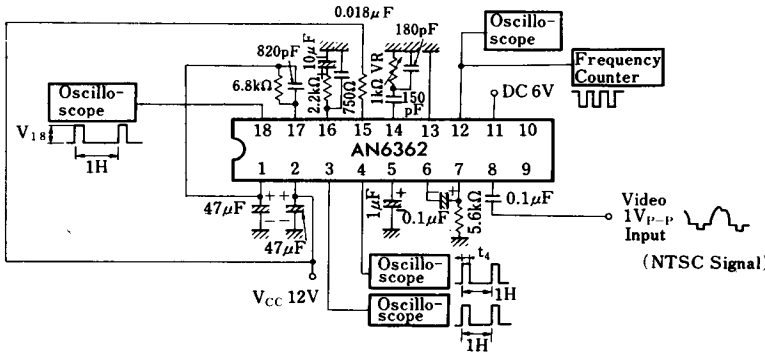 0.018μF
180pF
Oscillo-
scope
820pF
10μF
Frequency
Counter
Oscillo-
scope
6.8kΩ
2.2kΩ
750Ω
1kΩ VR
150
pF
DC 6V
V18
1H
18 17 16 15 14 13 12 11 10
AN6362
1 2 3 4 5 6 7 8 9
47μF
+ +
47μF
1μF
+
+
0.1μF
5.6kΩ
0.1μF
Video
1VP-P
Input
(NTSC Signal)
VCC 12V
Oscillo-
scope
t4
1H
Oscillo-
scope
1H